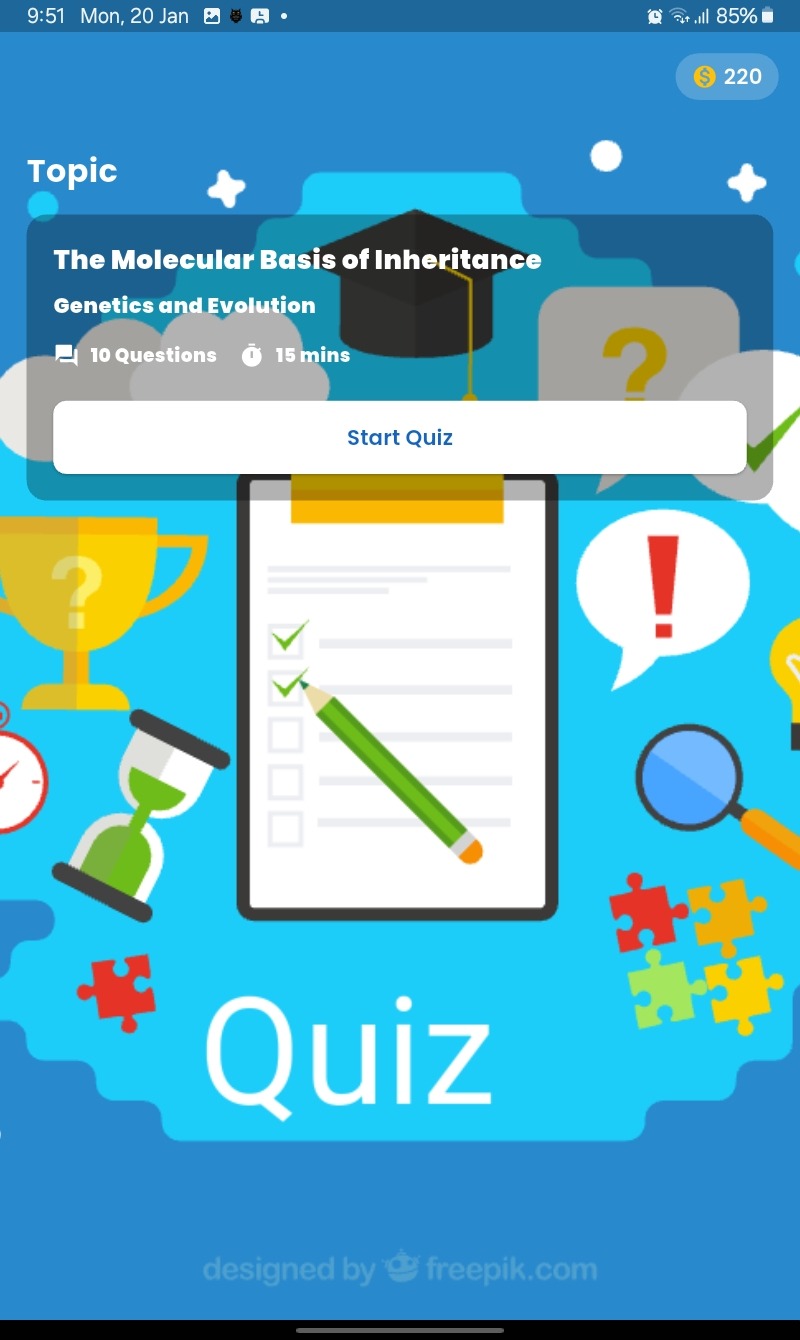 9:51 Mon, 20 Jan 85%
$ 220
Topic
The Molecular Basis of Inheritance
Genetics and Evolution
10 Questions 15 mins
Start Quiz
?
?
!
Quiz
designed by freepik.com